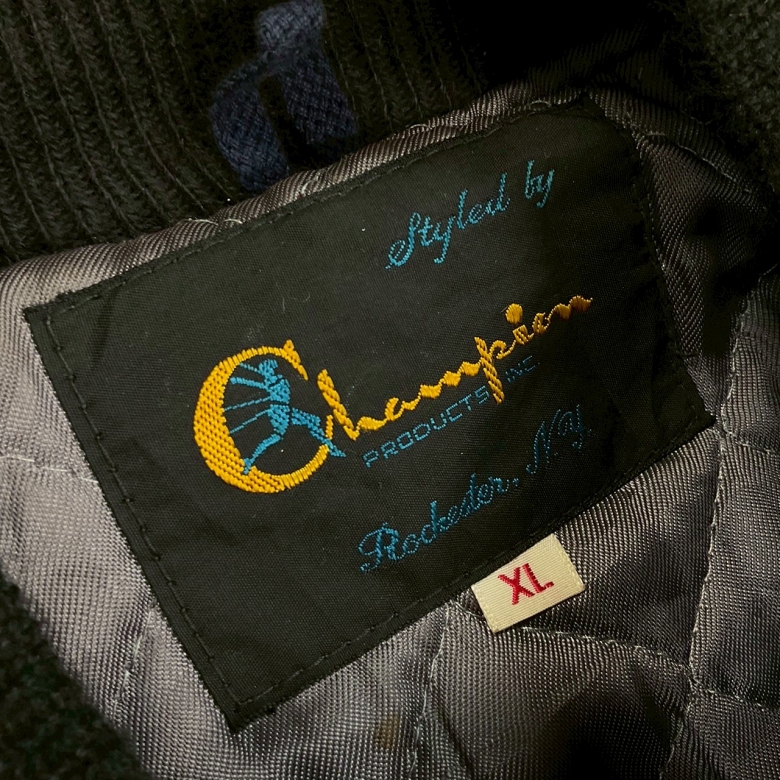 Styled by
Champion
PRODUCTS INC
Rochester, N.Y.
XL